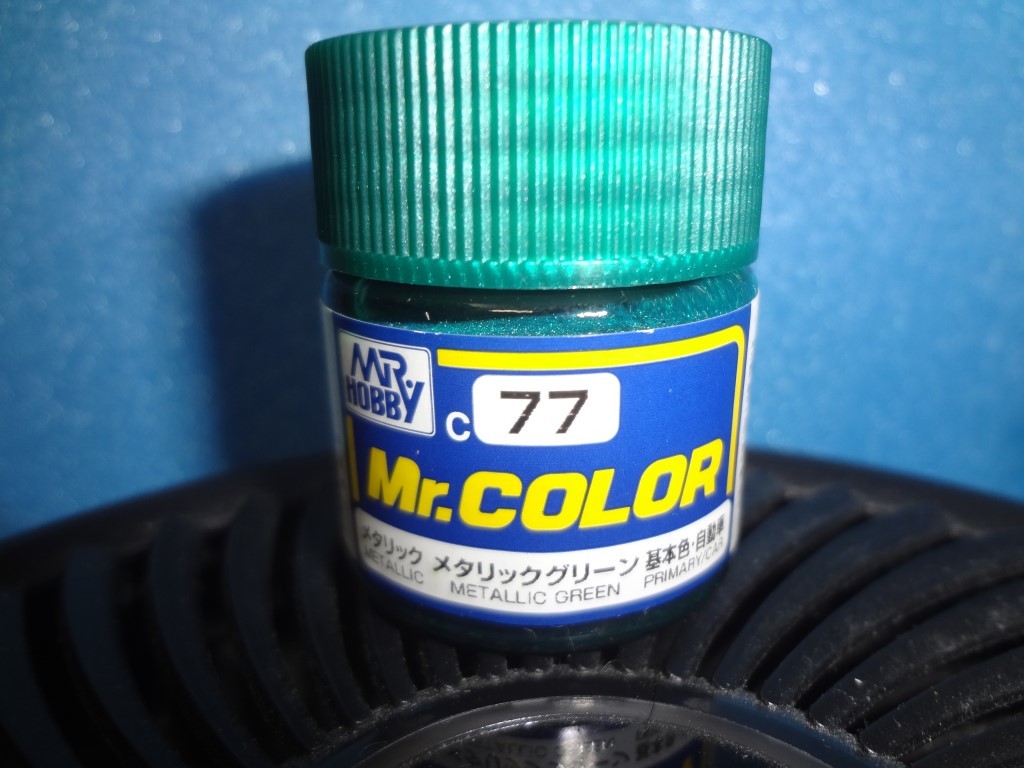 MR.
HOBBY
C 77
Mr.COLOR
メタリック
METALLIC
メタリックグリーン
METALLIC GREEN
基本色・自動車
PRIMARY/CAR